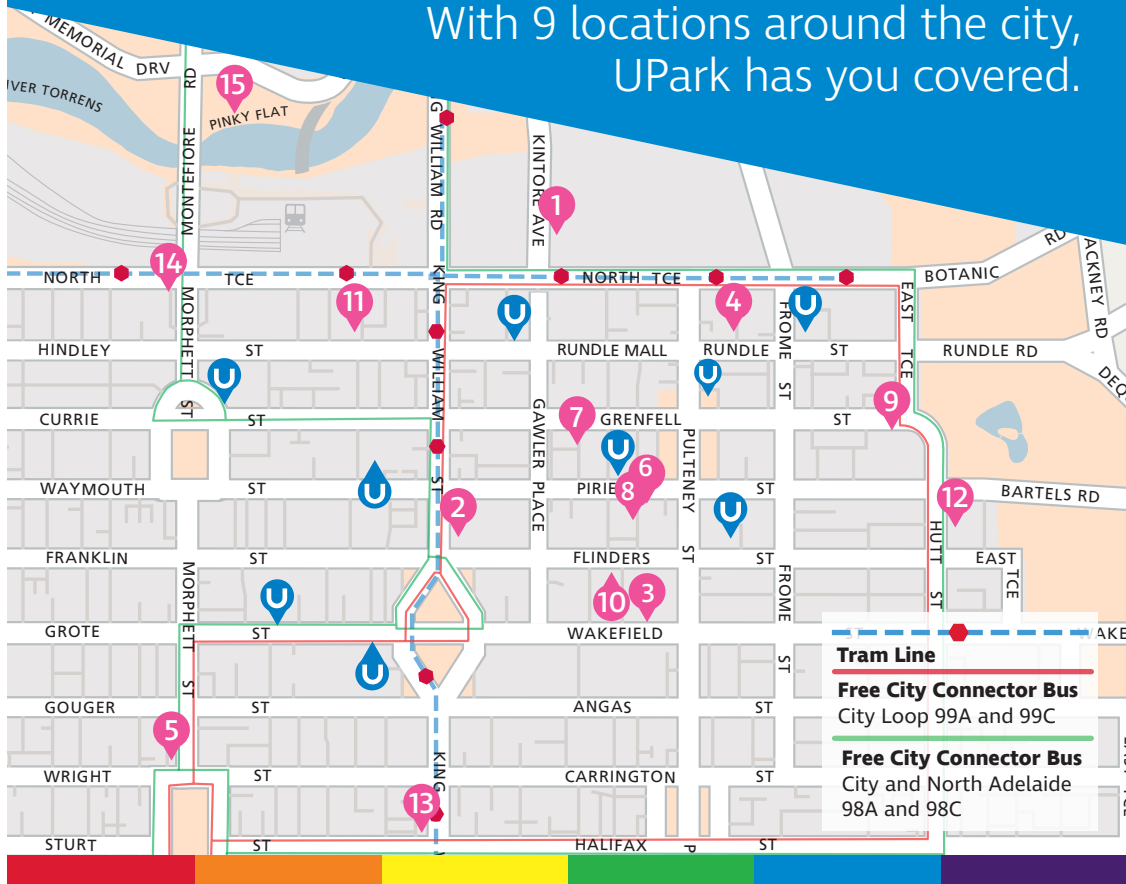 With 9 locations around the city,
UPark has you covered.
MEMORIAL DRV
RD
15
PINKY FLAT
MONTEFIORE
WILLIAM RD
KINTORE AVE
1
RD
14
NORTH TCE
KING
NORTH TCE
BOTANIC
11
4
U
U
MORPHETT ST
FROME ST
EAST TCE
HINDLEY ST
WILLIAM ST
RUNDLE MALL
RUNDLE ST
RUNDLE RD
U
U
GAWLER PLACE
7
9
CURRIE ST
GRENFELL ST
PULTENEY ST
U
6
U
WAYMOUTH ST
PIRIE
8
ST
BARTELS RD
12
2
U
HUTT ST
FRANKLIN ST
FLINDERS ST
EAST TCE
MORPHETT ST
FROME ST
U
10
3
GROTE ST
WAKEFIELD
ST
U
GOUGER ST
ANGAS ST
5
KING
WRIGHT ST
CARRINGTON ST
13
STURT ST
HALIFAX ST
P
Tram Line
Free City Connector Bus
City Loop 99A and 99C
Free City Connector Bus
City and North Adelaide
98A and 98C